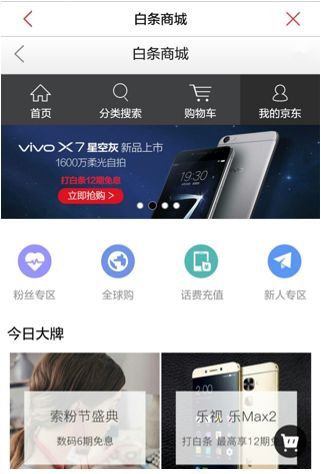 白条商城
白条商城
首页
分类搜索
购物车
我的京东
vivo X7 星空灰 新品上市
1600万柔光自拍
打白条12期免息
立即抢购 >
粉丝专区
全球购
话费充值
新人专区
今日大牌
索粉节盛典
数码6期免息
乐视 乐Max2
打白条 最高享12期免